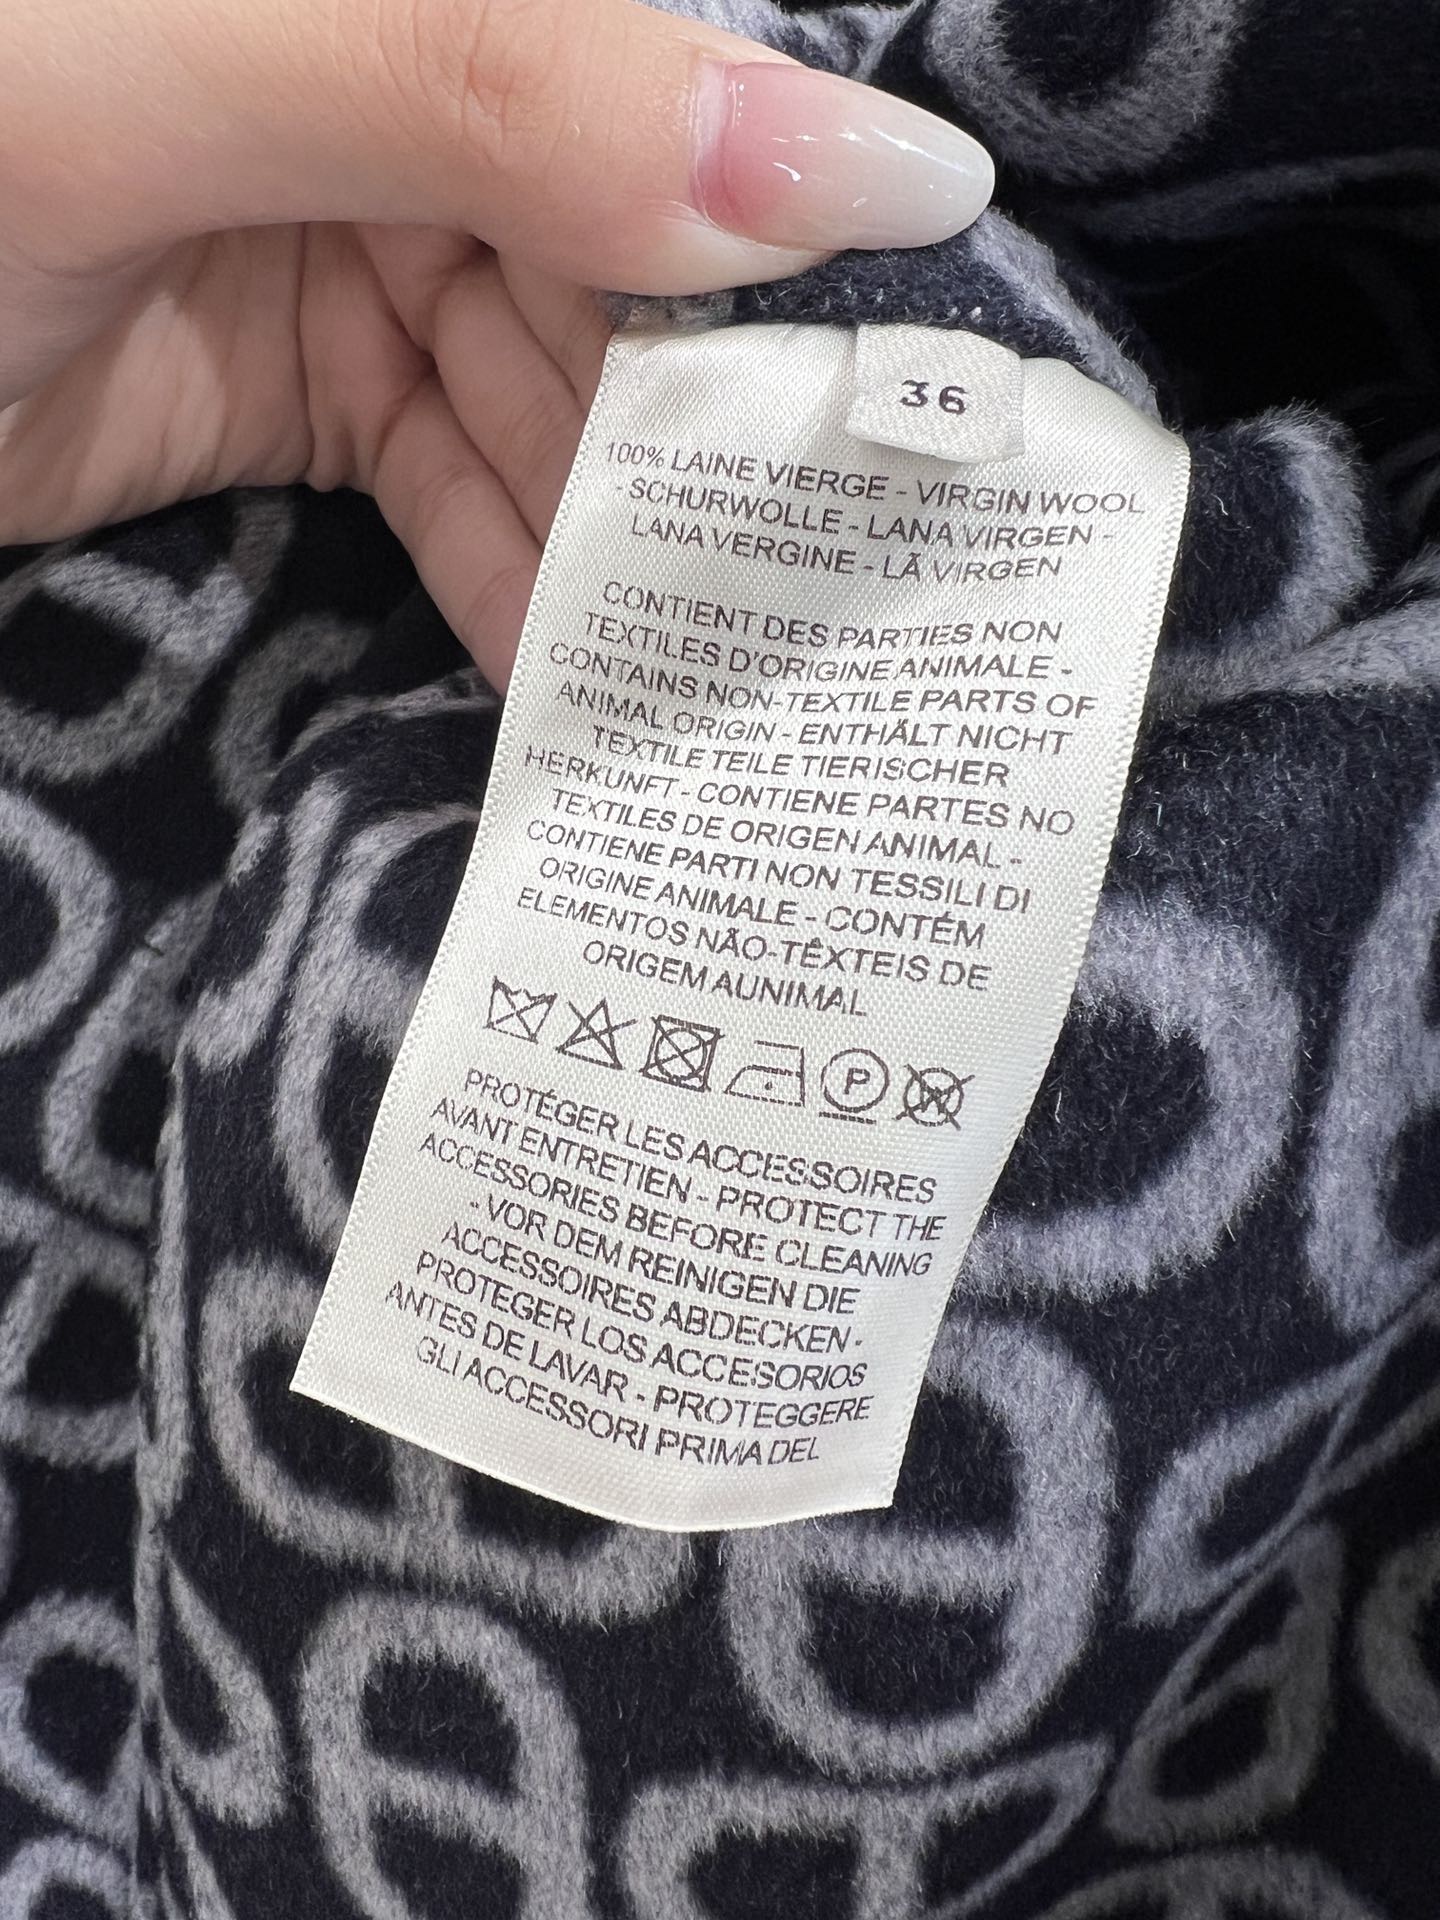 36
100% LAINE VIERGE - VIRGIN WOOL
- SCHURWOLLE - LANA VIRGEN -
LANA VERGINE - LÃ VIRGEN
CONTIENT DES PARTIES NON
TEXTILES D'ORIGINE ANIMALE -
CONTAINS NON-TEXTILE PARTS OF
ANIMAL ORIGIN - ENTHÄLT NICHT
TEXTILE TEILE TIERISCHER
HERKUNFT - CONTIENE PARTES NO
TEXTILES DE ORIGEN ANIMAL -
CONTIENE PARTI NON TESSILI DI
ORIGINE ANIMALE - CONTÉM
ELEMENTOS NÃO-TÊXTEIS DE
ORIGEM AUNIMAL
P W
PROTÉGER LES ACCESSOIRES
AVANT ENTRETIEN - PROTECT THE
ACCESSORIES BEFORE CLEANING
- VOR DEM REINIGEN DIE
ACCESSOIRES ABDECKEN -
PROTEGER LOS ACCESORIOS
ANTES DE LAVAR - PROTEGGERE
GLI ACCESSORI PRIMA DEL